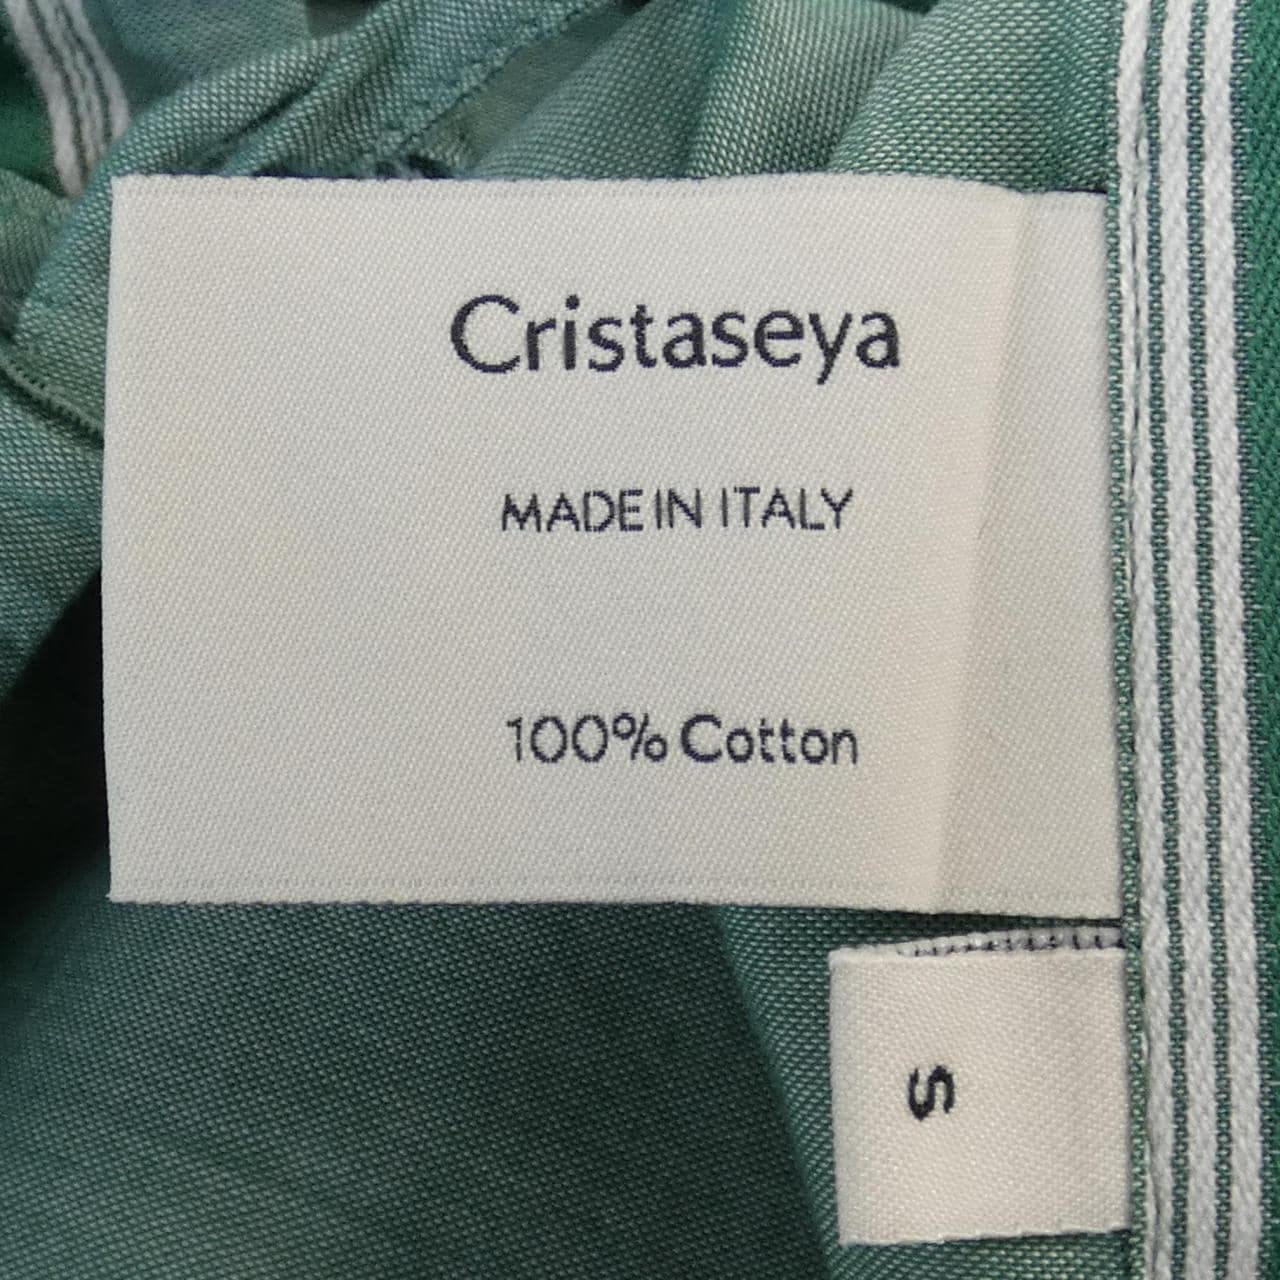 Cristaseya
MADE IN ITALY
100% Cotton
S